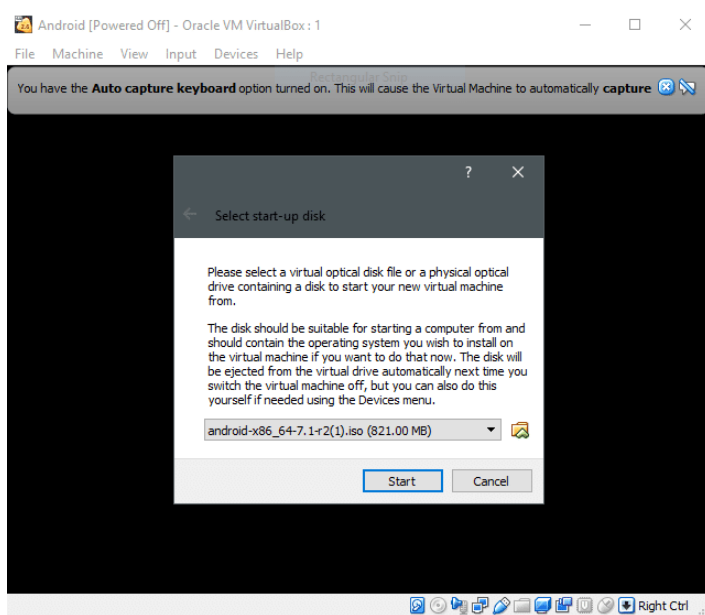 Android [Powered Off] - Oracle VM VirtualBox : 1
File Machine View Input Devices Help
Rectangular Snip
You have the Auto capture keyboard option turned on. This will cause the Virtual Machine to automatically capture
?
Select start-up disk
Please select a virtual optical disk file or a physical optical
drive containing a disk to start your new virtual machine
from.
The disk should be suitable for starting a computer from and
should contain the operating system you wish to install on
the virtual machine if you want to do that now. The disk will
be ejected from the virtual drive automatically next time you
switch the virtual machine off, but you can also do this
yourself if needed using the Devices menu.
android-x86_64-7.1-r2(1).iso (821.00 MB)
Start Cancel
Right Ctrl